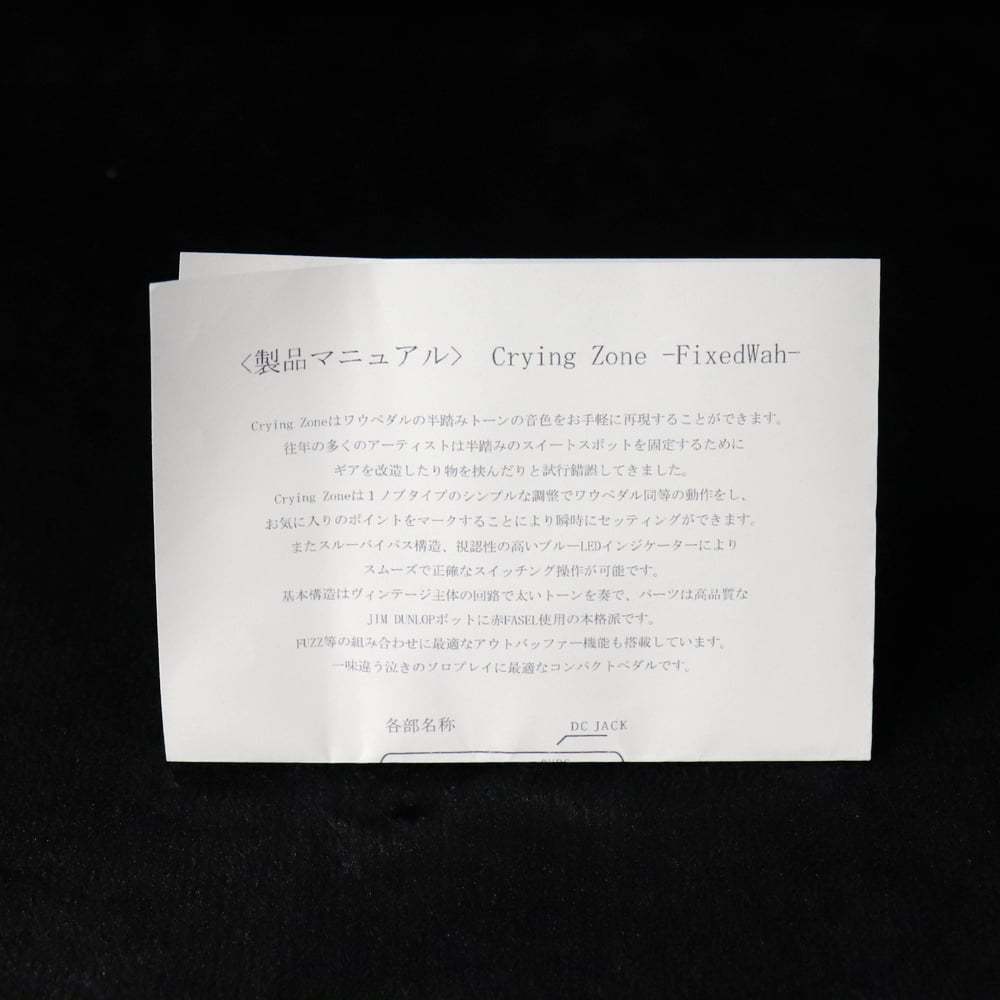 〈製品マニュアル〉 Crying Zone -FixedWah-
Crying Zoneはワウペダルの半踏みトーンの音色をお手軽に再現することができます。
往年の多くのアーティストは半踏みのスイートスポットを固定するために
ギアを改造したり物を挟んだりと試行錯誤してきました。
Crying Zoneは１ノブタイプのシンプルな調整でワウペダル同等の動作をし、
お気に入りのポイントをマークすることにより瞬時にセッティングができます。
またスルーバイパス構造、視認性の高いブルーLEDインジケーターにより
スムーズで正確なスイッチング操作が可能です。
基本構造はヴィンテージ主体の回路で太いトーンを奏で、パーツは高品質な
JIM DUNLOPポットに赤FASEL使用の本格派です。
FUZZ等の組み合わせに最適なアウトバッファー機能も搭載しています。
一味違う泣きのソロプレイに最適なコンパクトペダルです。
各部名称
DC JACK